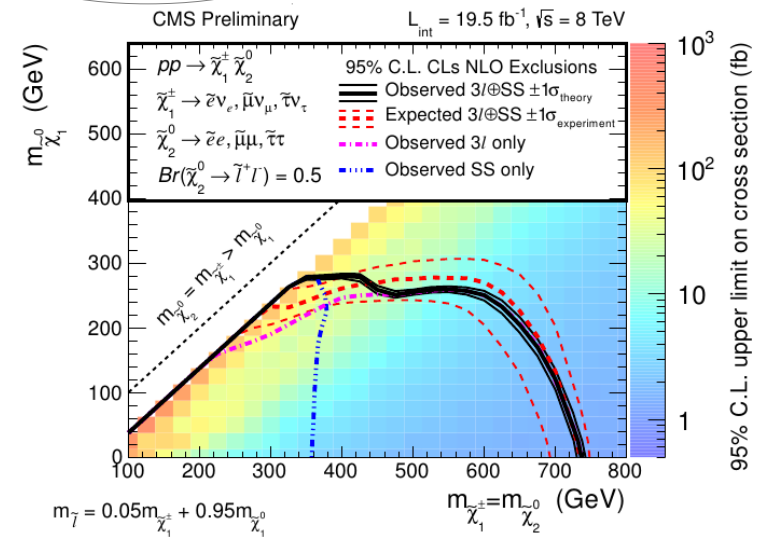 CMS Preliminary
L_int = 19.5 fb⁻¹, √s = 8 TeV
m_χ̃₁⁰ (GeV)
600
500
400
300
200
100
0
pp → χ̃₁± χ̃₂⁰
χ̃₁± → ẽν_e, μ̃ν_μ, τ̃ν_τ
χ̃₂⁰ → ẽe, μ̃μ, τ̃τ
Br(χ̃₂⁰ → l̃⁺l⁻) = 0.5
95% C.L. CLs NLO Exclusions
Observed 3l⊕SS ±1σ_theory
Expected 3l⊕SS ±1σ_experiment
Observed 3l only
Observed SS only
m_χ̃₂⁰ = m_χ̃₁± > m_χ̃₁⁰
100 200 300 400 500 600 700 800
m_χ̃₁±=m_χ̃₂⁰ (GeV)
m_l̃ = 0.05m_χ̃₁± + 0.95m_χ̃₁⁰
10³
10²
10
1
95% C.L. upper limit on cross section (fb)